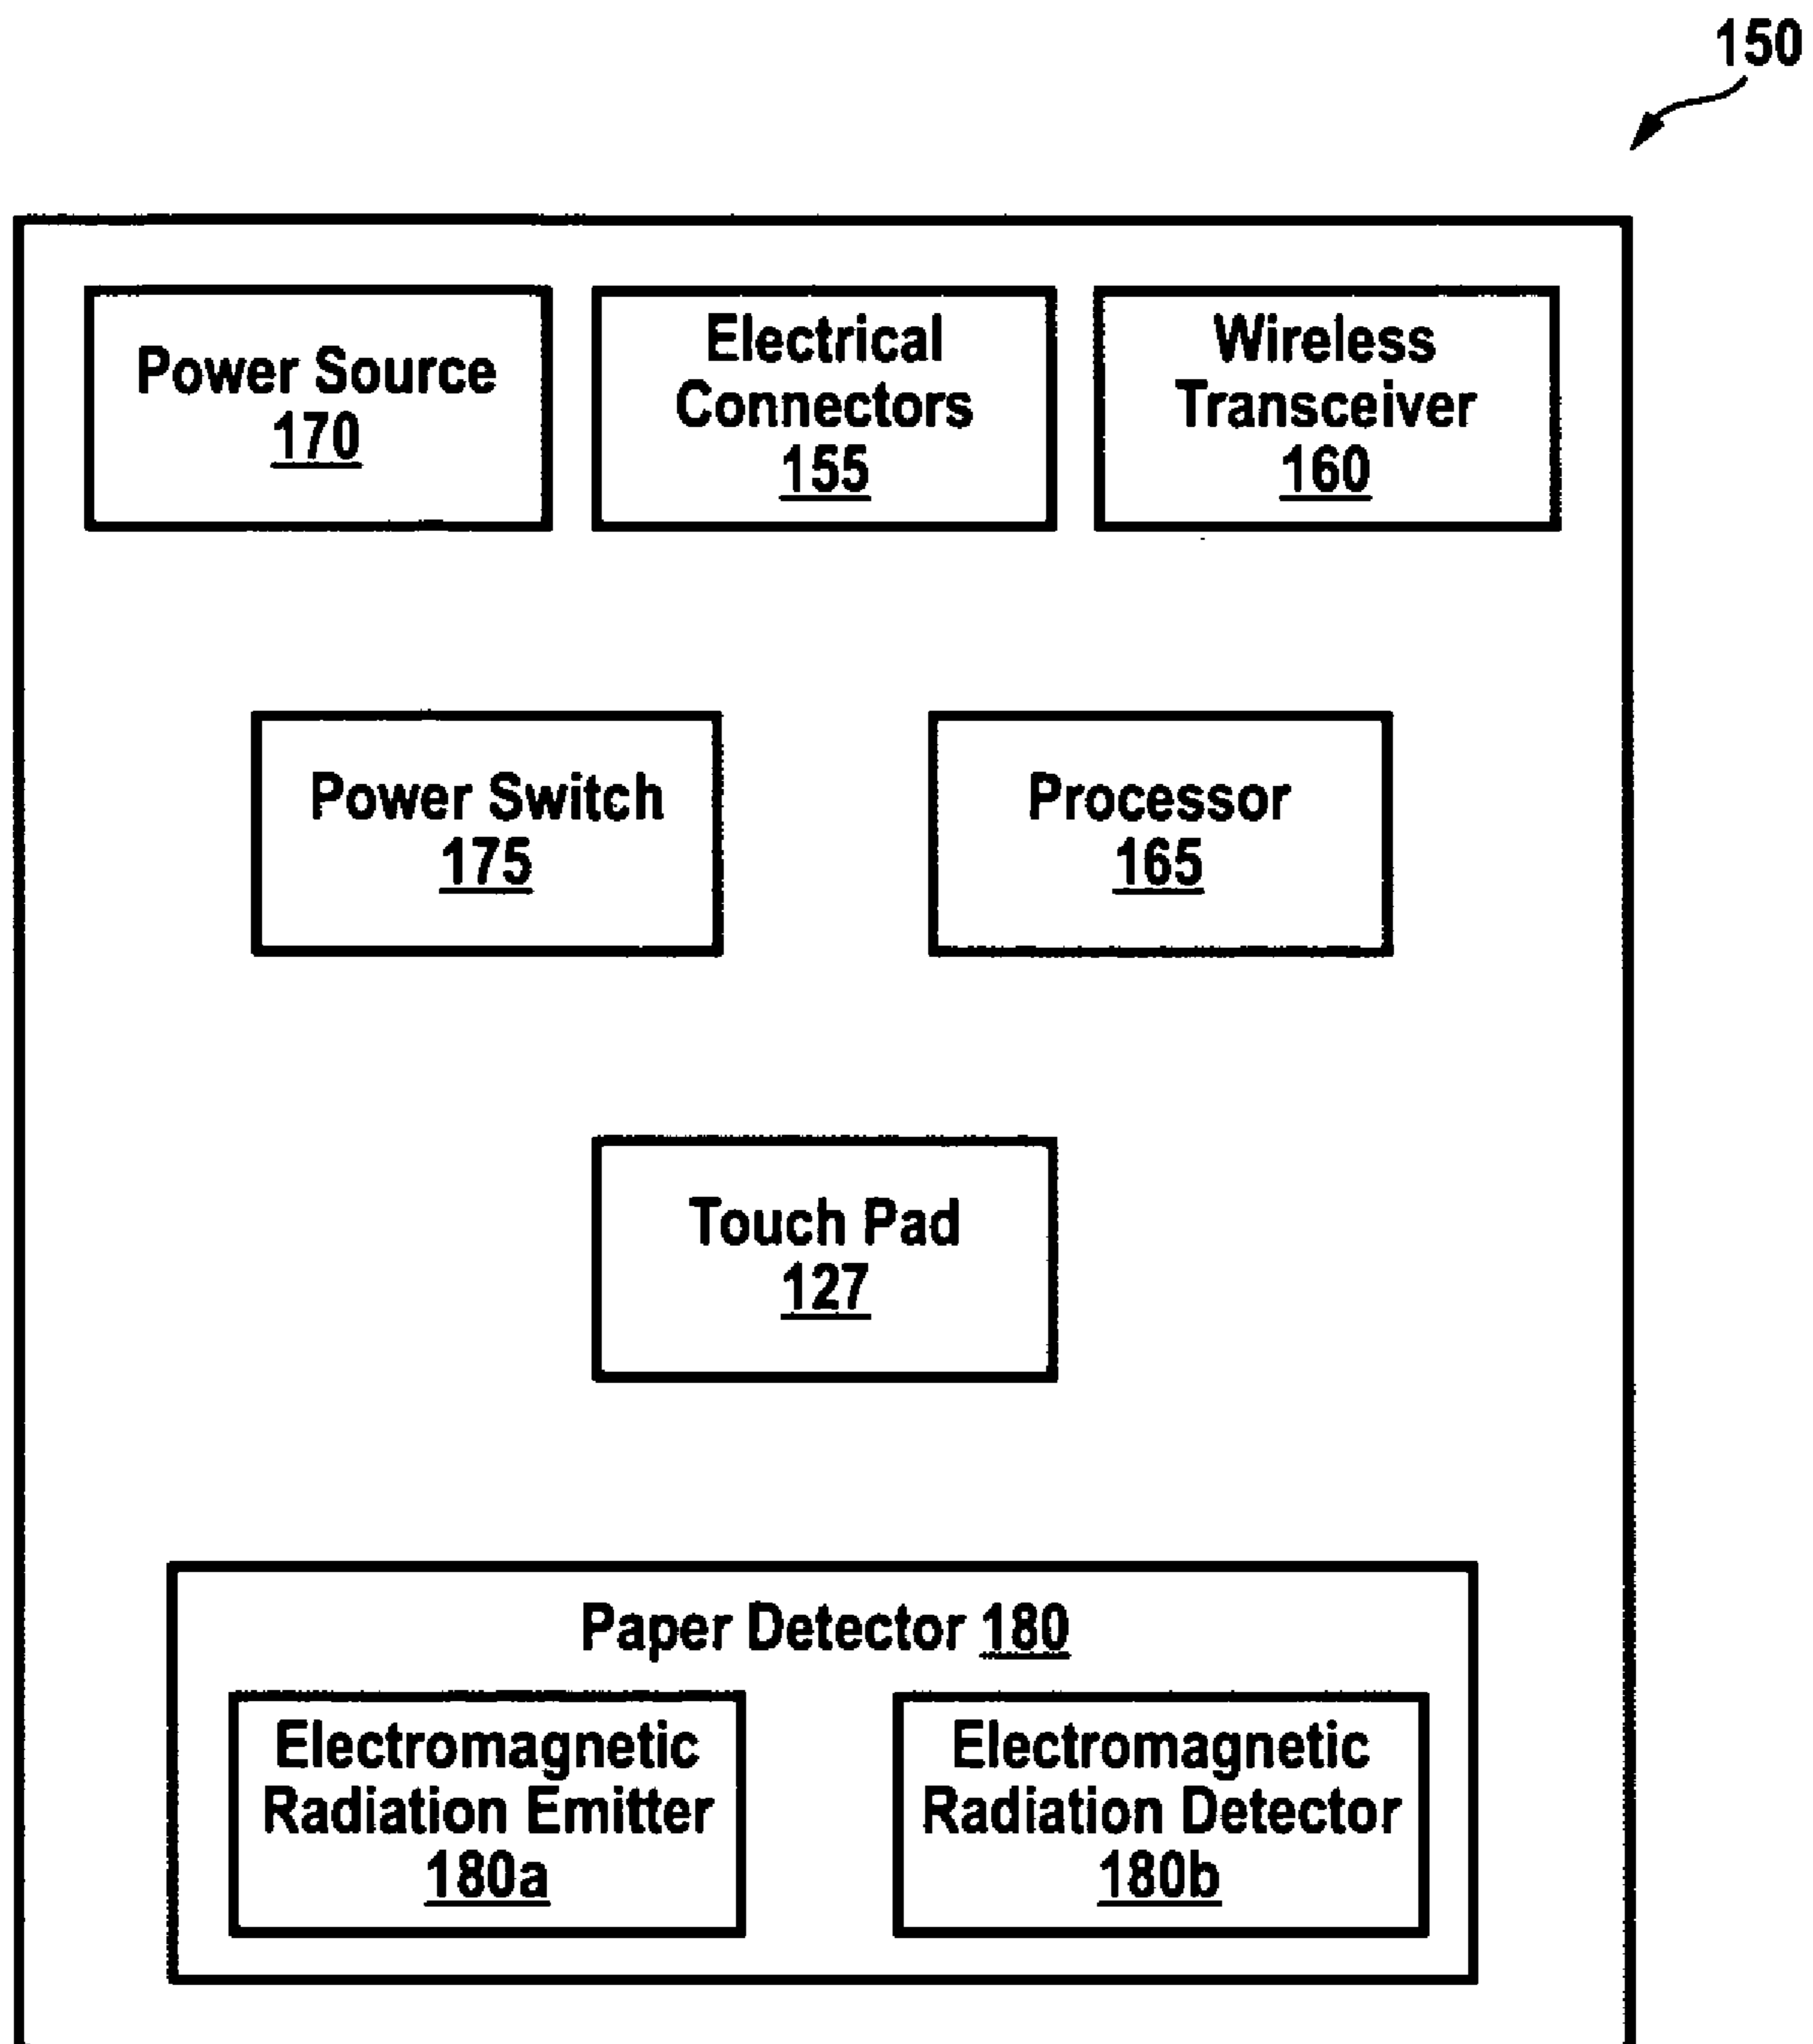 150
Power Source
170
Electrical
Connectors
155
Wireless
Transceiver
160
Power Switch
175
Processor
165
Touch Pad
127
Paper Detector 180
Electromagnetic
Radiation Emitter
180a
Electromagnetic
Radiation Detector
180b